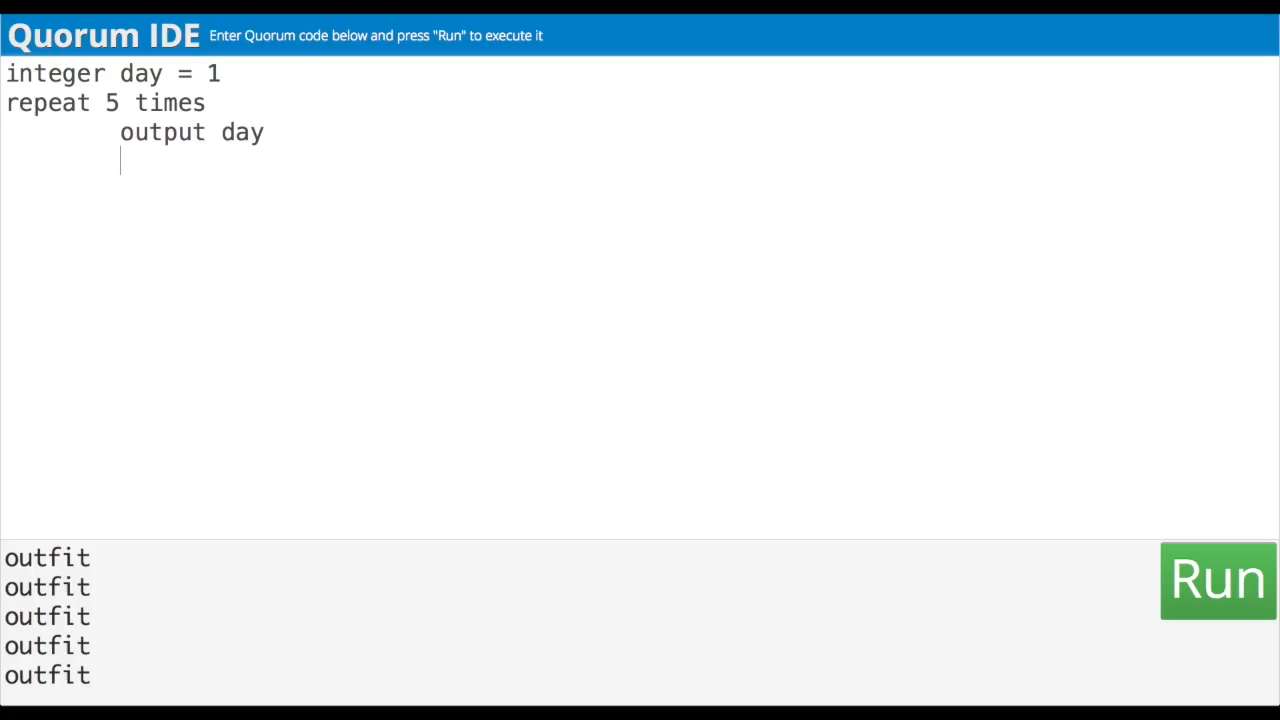 Quorum IDE Enter Quorum code below and press "Run" to execute it
integer day = 1
repeat 5 times
output day
outfit
outfit
outfit
outfit
outfit
Run